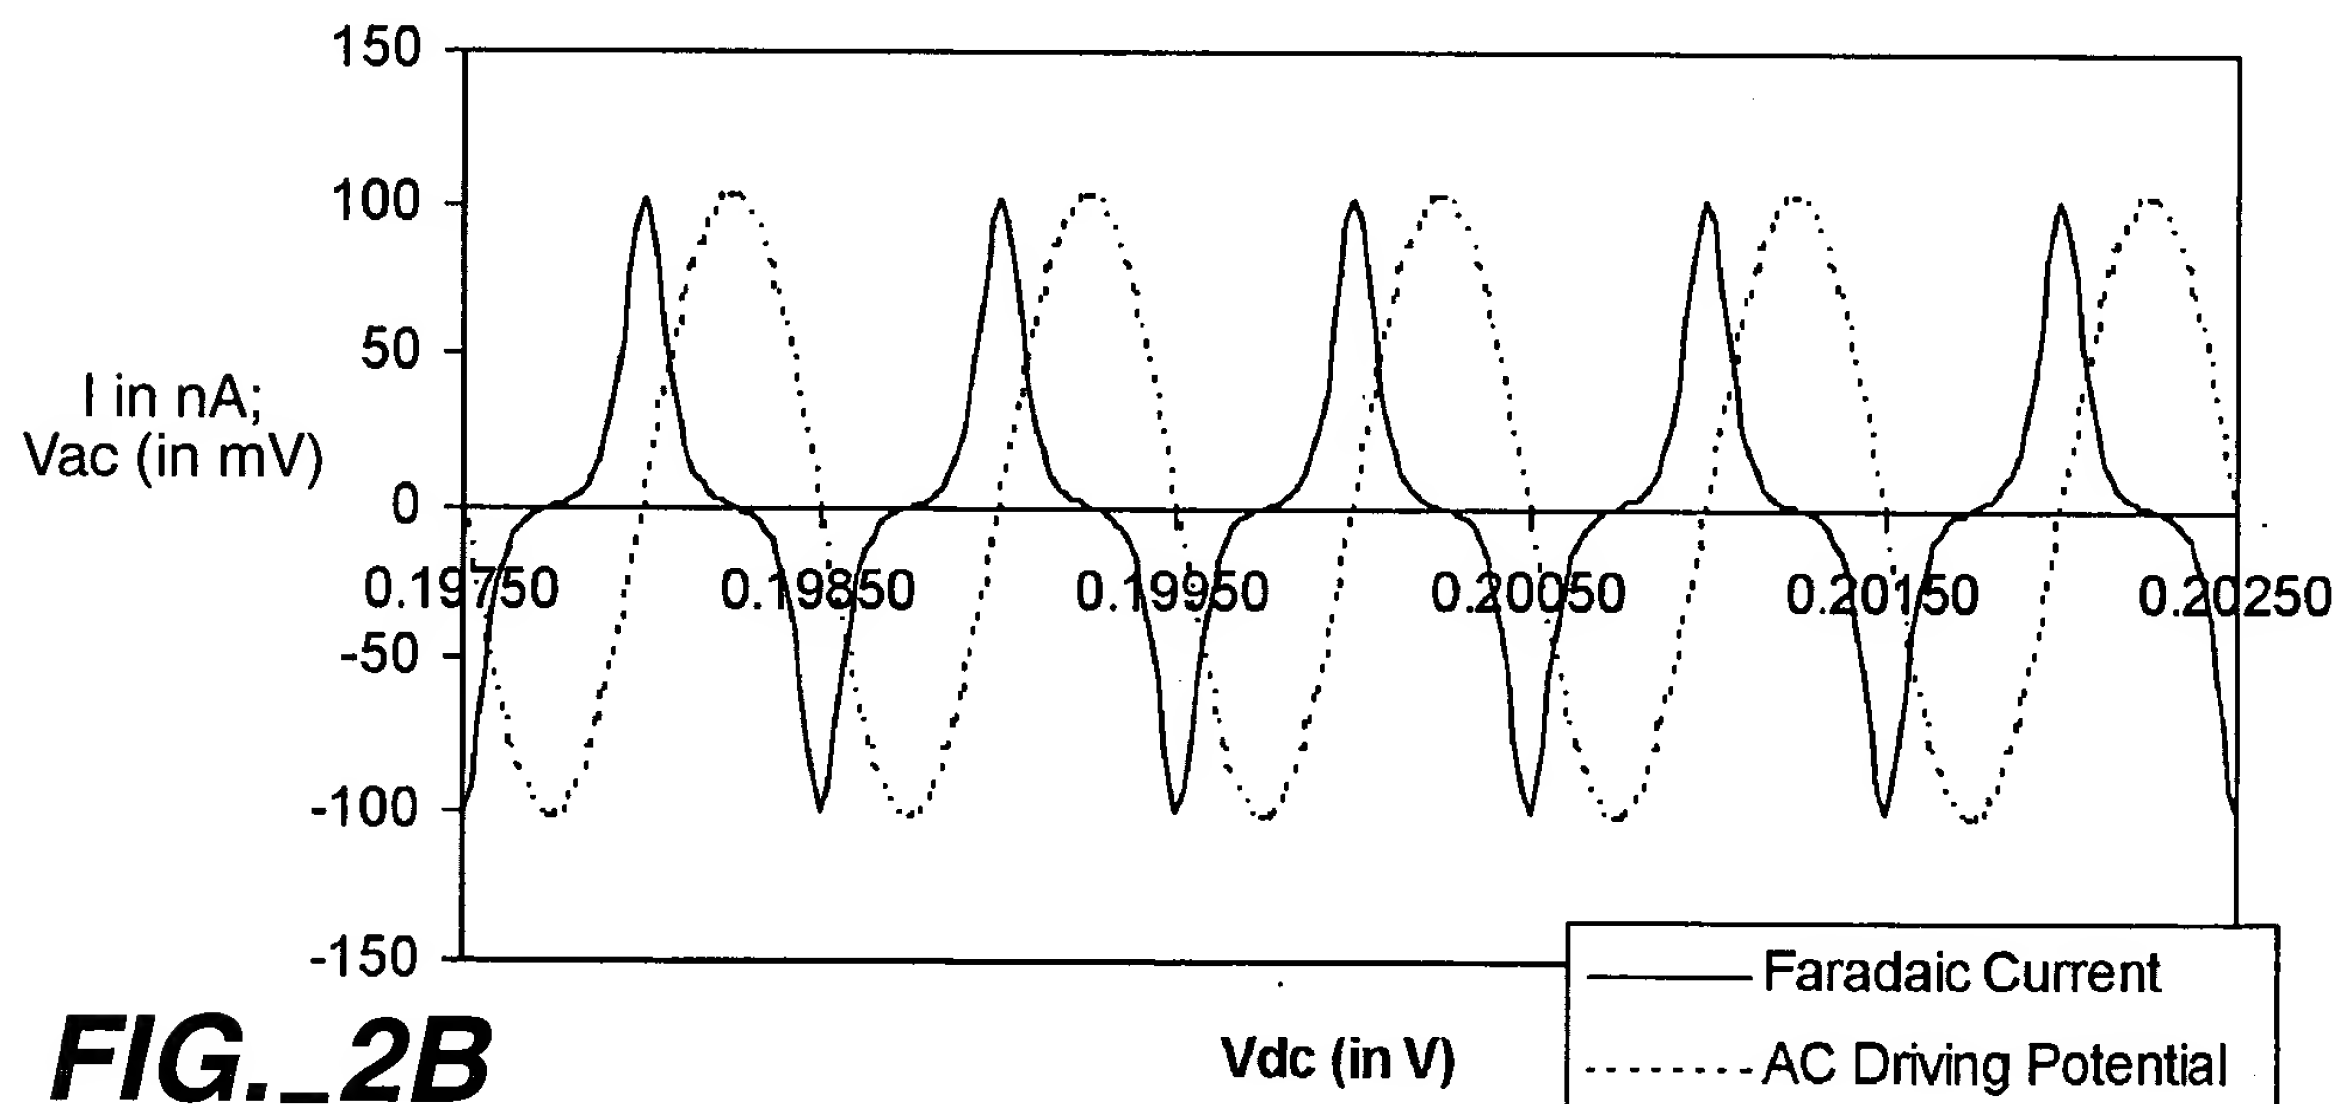 150
100
50
0
-50
-100
-150
I in nA;
Vac (in mV)
0.19750 0.19850 0.19950 0.20050 0.20150 0.20250
Vdc (in V)
Faradaic Current
AC Driving Potential
FIG._2B